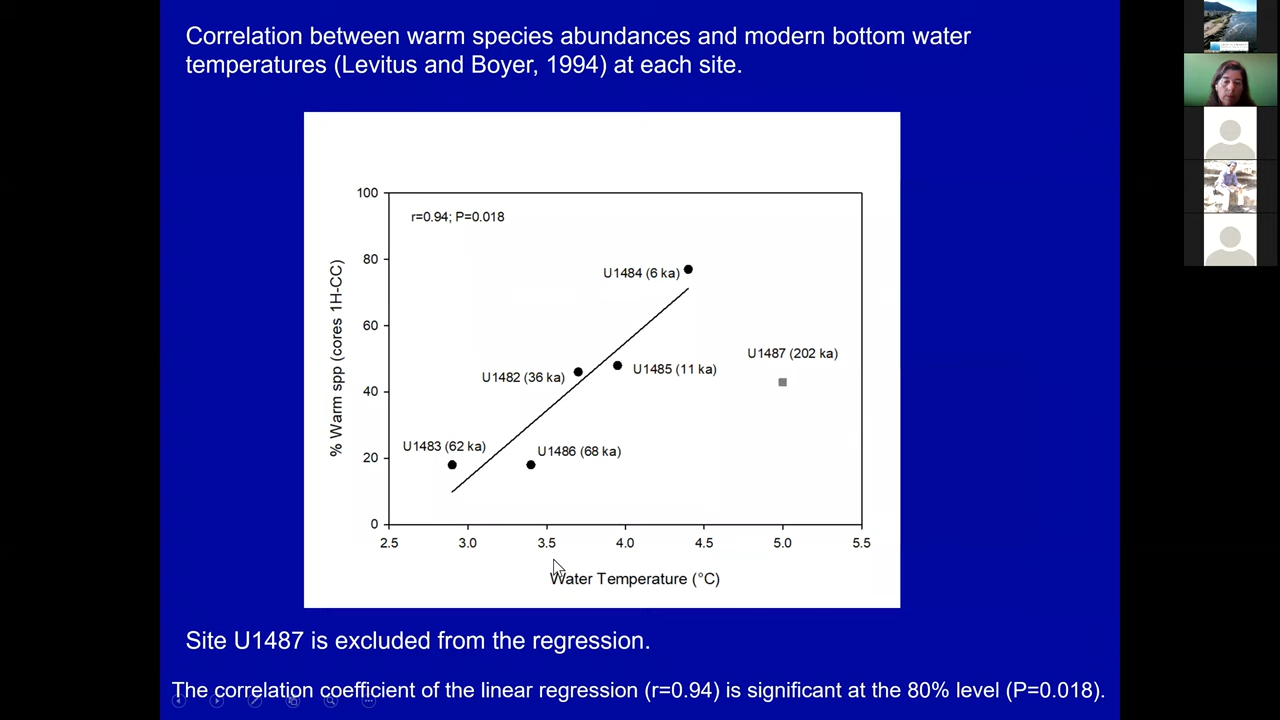 Correlation between warm species abundances and modern bottom water
temperatures (Levitus and Boyer, 1994) at each site.
100
r=0.94; P=0.018
80
U1484 (6 ka)
60
U1487 (202 ka)
U1482 (36 ka)
U1485 (11 ka)
40
U1483 (62 ka)
U1486 (68 ka)
20
0
% Warm spp (cores 1H-CC)
2.5 3.0 3.5 4.0 4.5 5.0 5.5
Water Temperature (°C)
Site U1487 is excluded from the regression.
The correlation coefficient of the linear regression (r=0.94) is significant at the 80% level (P=0.018).